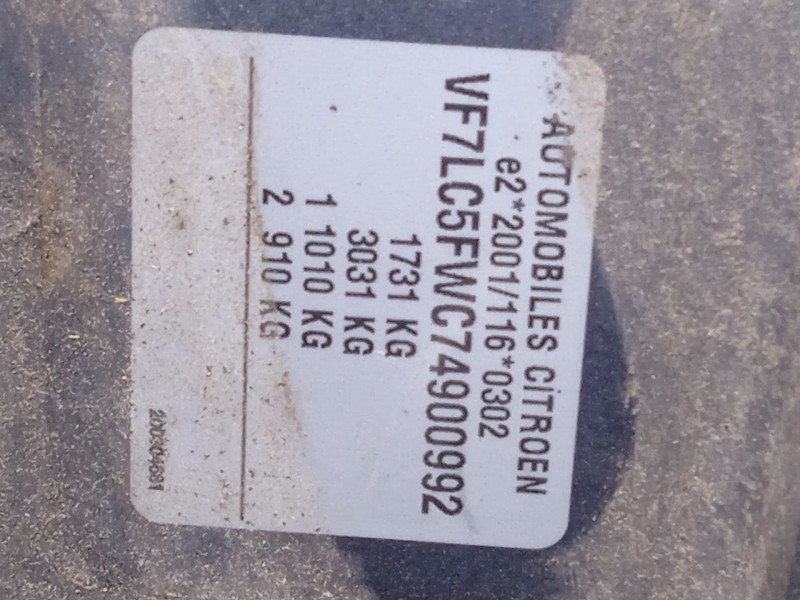 AUTOMOBILES CiTROEN
e2*2001/116*0302
VF7LC5FWC74900992
1731 KG
3031 KG
1 1010 KG
2 910 KG